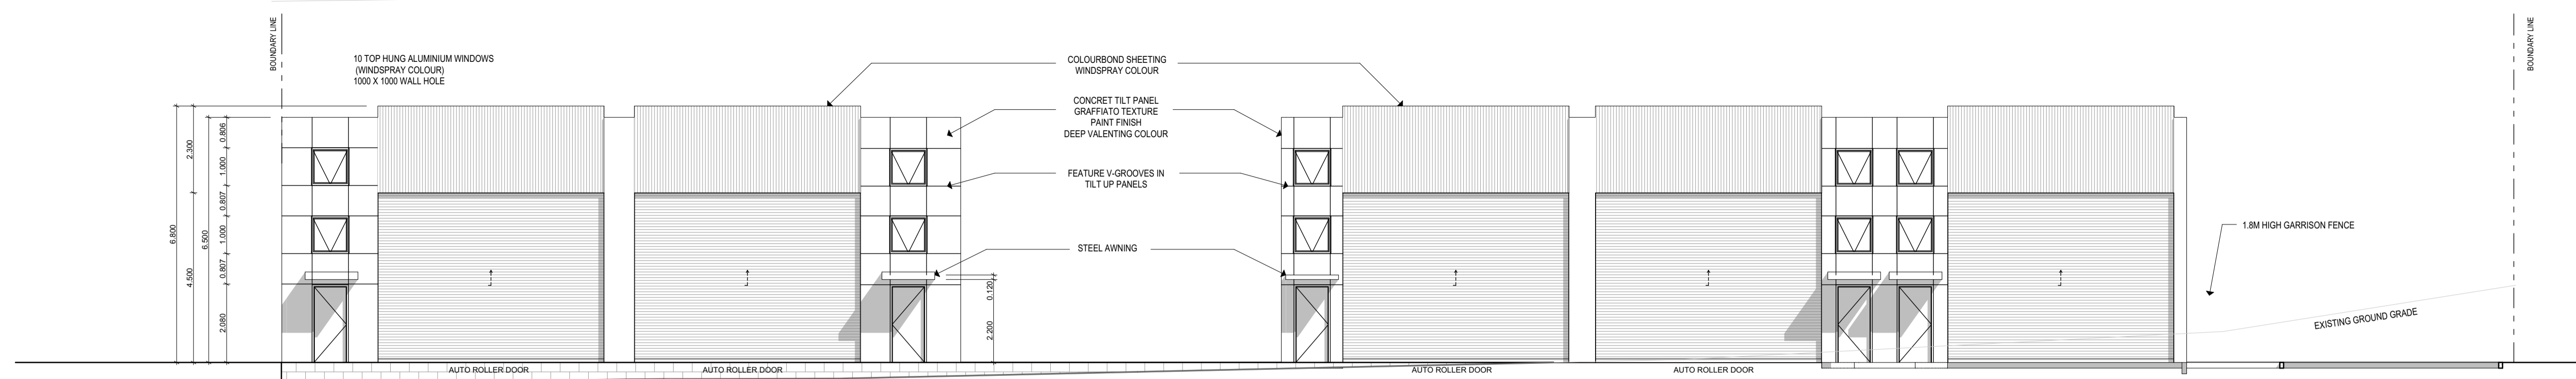 BOUNDARY LINE
10 TOP HUNG ALUMINIUM WINDOWS
(WINDSPRAY COLOUR)
1000 X 1000 WALL HOLE
COLOURBOND SHEETING
WINDSPRAY COLOUR
CONCRET TILT PANEL
GRAFFIATO TEXTURE
PAINT FINISH
DEEP VALENTING COLOUR
FEATURE V-GROOVES IN
TILT UP PANELS
STEEL AWNING
BOUNDARY LINE
1.8M HIGH GARRISON FENCE
EXISTING GROUND GRADE
6.800
2.300
4.500
6.500
0.806
1.000
0.807
1.000
0.807
2.080
0.120
2.200
AUTO ROLLER DOOR
AUTO ROLLER DOOR
AUTO ROLLER DOOR
AUTO ROLLER DOOR